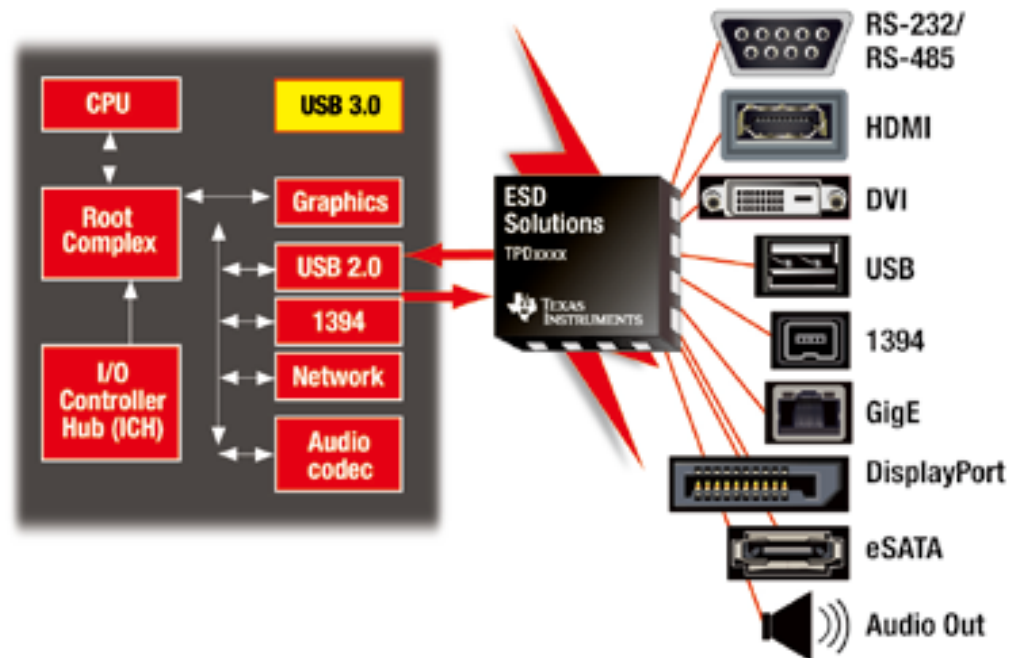 CPU
USB 3.0
Root
Complex
Graphics
USB 2.0
1394
I/O
Controller
Hub (ICH)
Network
Audio
codec
ESD
Solutions
TPDxxxx
TEXAS
INSTRUMENTS
RS-232/
RS-485
HDMI
DVI
USB
1394
GigE
DisplayPort
eSATA
Audio Out